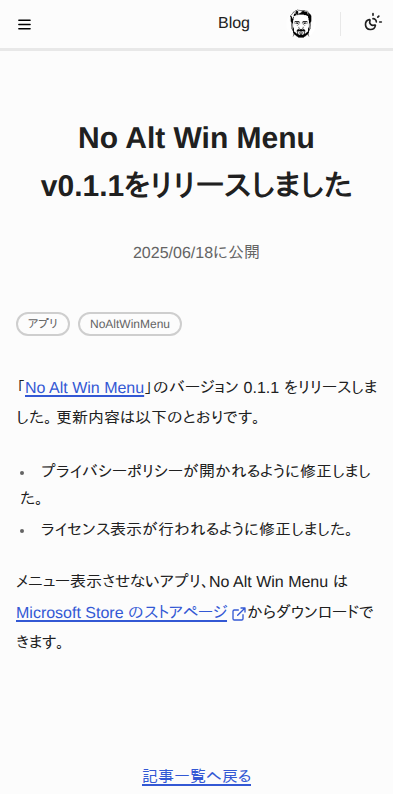 Blog
No Alt Win Menu
v0.1.1をリリースしました
2025/06/18に公開
アプリ NoAltWinMenu
「No Alt Win Menu」のバージョン 0.1.1 をリリースしま
した。更新内容は以下のとおりです。
• プライバシーポリシーが開かれるように修正しまし
た。
• ライセンス表示が行われるように修正しました。
メニュー表示させないアプリ、No Alt Win Menu は
Microsoft Store のストアページからダウンロードで
きます。
記事一覧へ戻る